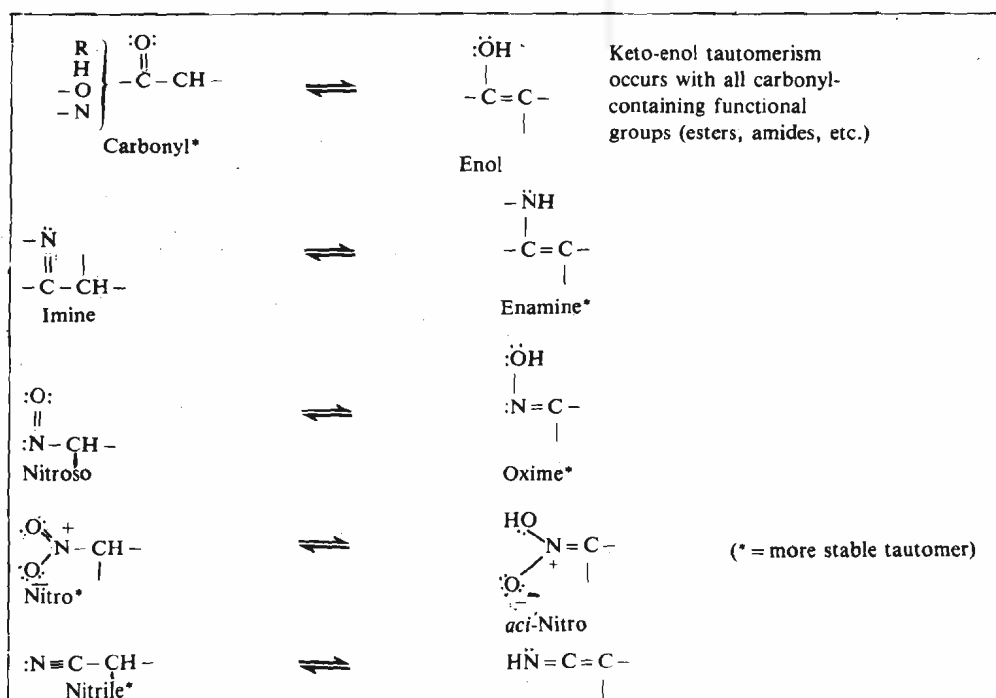 R
H
-O
-N
:O:
||
-C-CH-
Carbonyl*
:ÖH
|
-C=C-
|
Enol
Keto-enol tautomerism
occurs with all carbonyl-
containing functional
groups (esters, amides, etc.)
-N̈
||
-C-CH-
|
Imine
-N̈H
|
-C=C-
|
Enamine*
:O:
||
:N-CH-
|
Nitroso
:ÖH
|
:N=C-
|
Oxime*
:O: +
N-CH-
:O: |
-
Nitro*
HO
N=C-
+ |
:O:
-
aci-Nitro
(* = more stable tautomer)
:N≡C-CH-
|
Nitrile*
HN̈=C=C-
|